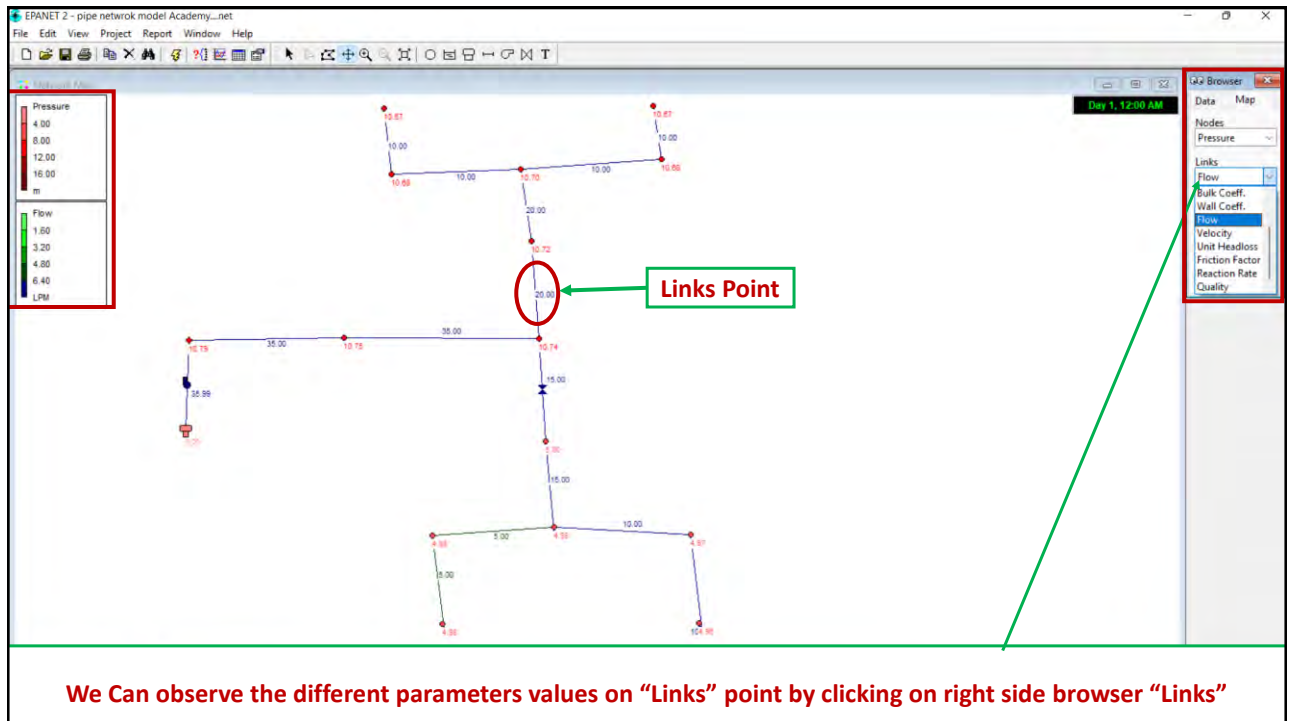 EPANET 2 - pipe netwrok model Academy....net
File Edit View Project Report Window Help
T
Network Map
Day 1, 12:00 AM
Browser
Data Map
Nodes
Pressure
Links
Flow
Bulk Coeff.
Wall Coeff.
Flow
Velocity
Unit Headloss
Friction Factor
Reaction Rate
Quality
Pressure
4.00
8.00
12.00
16.00
m
Flow
1.60
3.20
4.80
6.40
LPM
10.67
10.67
10.00
10.00
10.69
10.00
10.70
10.00
10.68
20.00
10.72
20.00
Links Point
10.79
35.00
10.75
35.00
10.74
15.00
5.00
15.00
5.00
10.00
4.97
5.00
We Can observe the different parameters values on “Links” point by clicking on right side browser “Links”